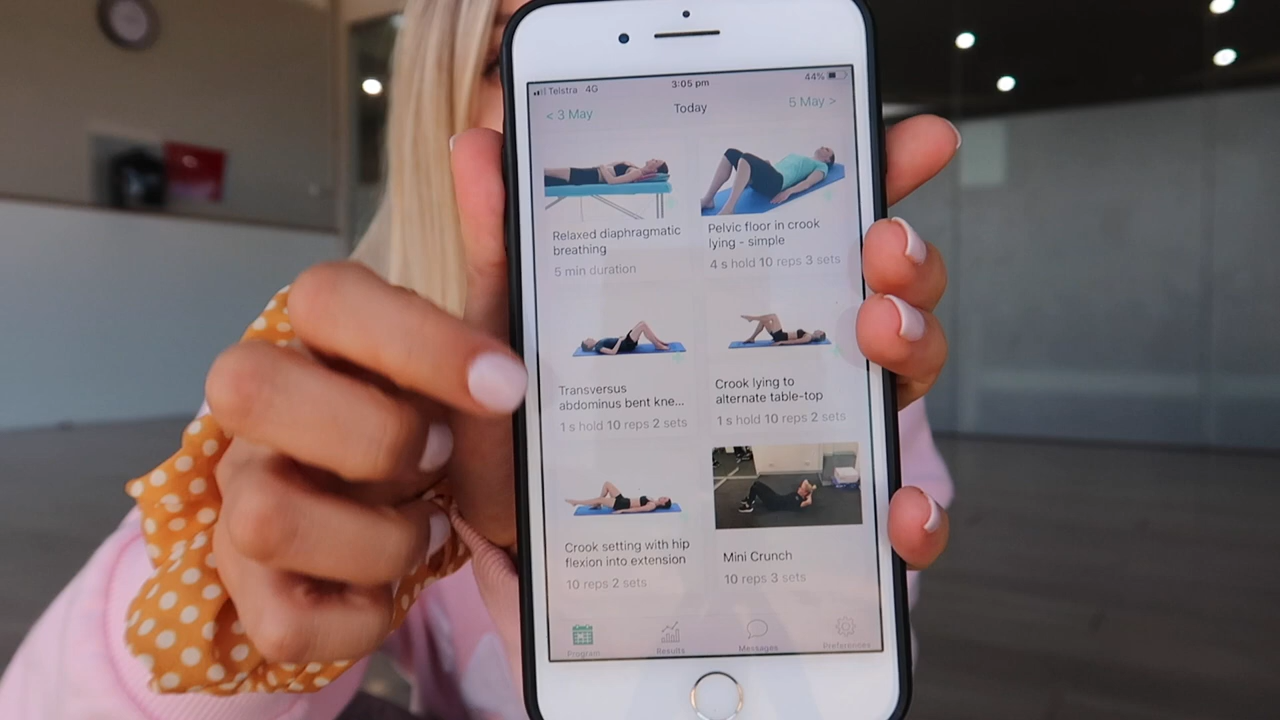 Telstra 4G 3:05 pm 44%
< 3 May Today 5 May >
Relaxed diaphragmatic
breathing
5 min duration
Pelvic floor in crook
lying - simple
4 s hold 10 reps 3 sets
Transversus
abdominus bent kne...
1 s hold 10 reps 2 sets
Crook lying to
alternate table-top
1 s hold 10 reps 2 sets
Crook setting with hip
flexion into extension
10 reps 2 sets
Mini Crunch
10 reps 3 sets
Program Results Messages Preferences